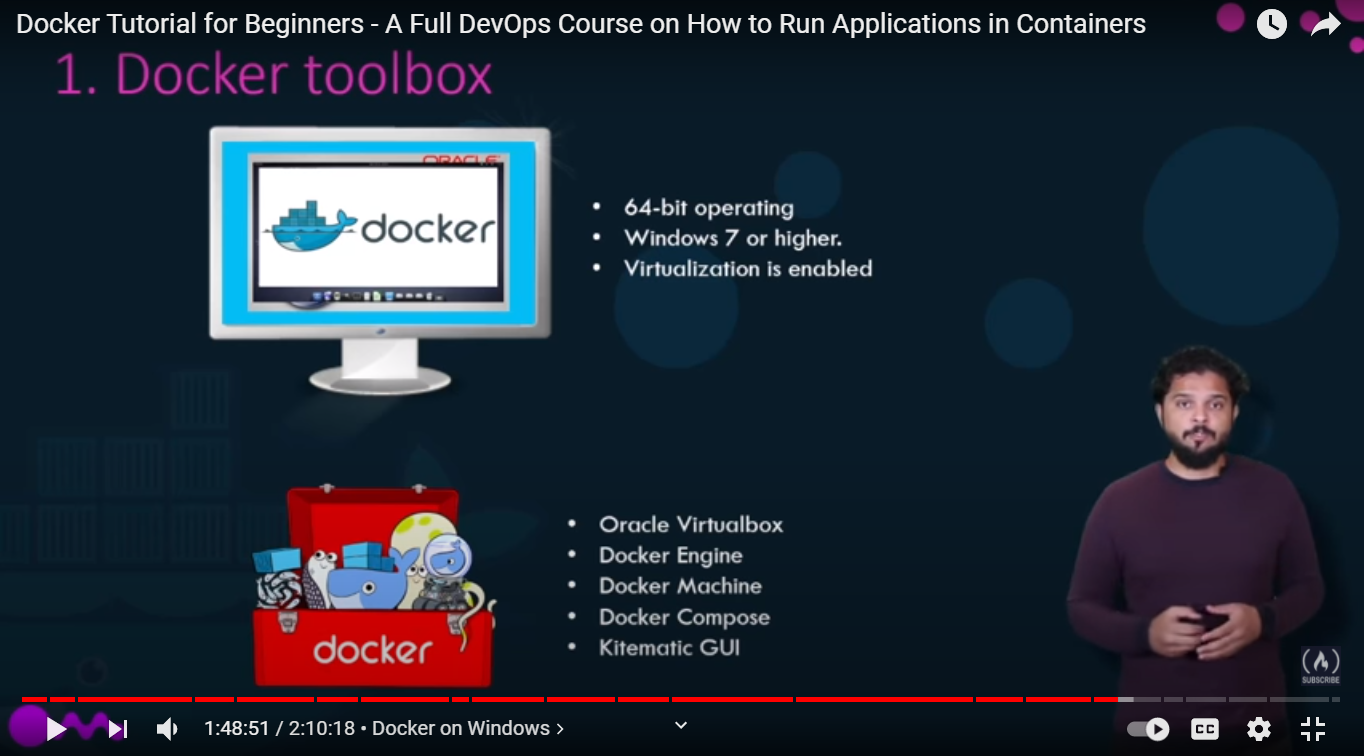 Docker Tutorial for Beginners - A Full DevOps Course on How to Run Applications in Containers
1. Docker toolbox
ORACLE
docker
• 64-bit operating
• Windows 7 or higher.
• Virtualization is enabled
docker
• Oracle Virtualbox
• Docker Engine
• Docker Machine
• Docker Compose
• Kitematic GUI
SUBSCRIBE
1:48:51 / 2:10:18 • Docker on Windows >
CC